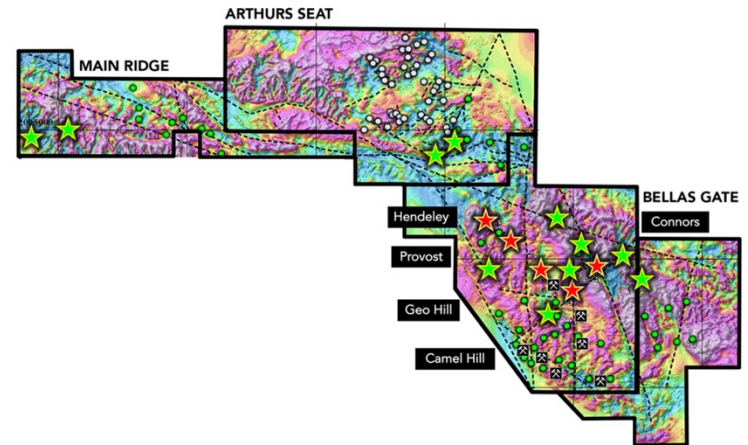 ARTHURS SEAT
MAIN RIDGE
BELLAS GATE
Hendeley
Connors
Provost
Geo Hill
Camel Hill